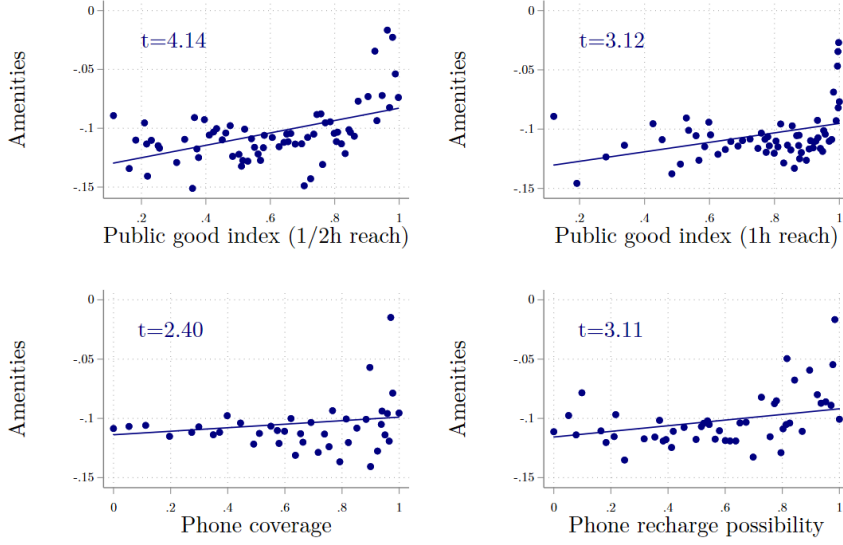 Amenities
0
-.05
-.1
-.15
t=4.14
.2 .4 .6 .8 1
Public good index (1/2h reach)
Amenities
0
-.05
-.1
-.15
t=3.12
.2 .4 .6 .8 1
Public good index (1h reach)
Amenities
0
-.05
-.1
-.15
t=2.40
0 .2 .4 .6 .8 1
Phone coverage
Amenities
0
-.05
-.1
-.15
t=3.11
0 .2 .4 .6 .8 1
Phone recharge possibility